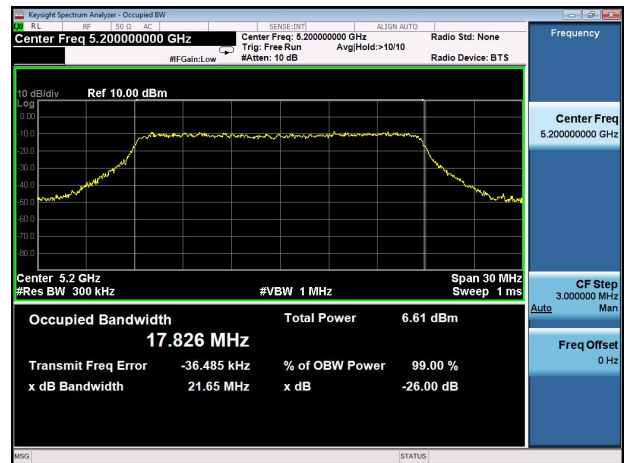 Keysight Spectrum Analyzer - Occupied BW
RL RF 50 Ω AC SENSE:INT ALIGN AUTO
Center Freq 5.200000000 GHz
Center Freq: 5.200000000 GHz
Radio Std: None
Trig: Free Run Avg|Hold:>10/10
#IFGain:Low
#Atten: 10 dB
Radio Device: BTS
Frequency
10 dB/div Ref 10.00 dBm
Log
0.00
-10.0
-20.0
-30.0
-40.0
-50.0
-60.0
-70.0
-80.0
Center Freq
5.200000000 GHz
Center 5.2 GHz Span 30 MHz
#Res BW 300 kHz #VBW 1 MHz Sweep 1 ms
CF Step
3.000000 MHz
Auto Man
Occupied Bandwidth Total Power 6.61 dBm
17.826 MHz
Freq Offset
0 Hz
Transmit Freq Error -36.485 kHz % of OBW Power 99.00 %
x dB Bandwidth 21.65 MHz x dB -26.00 dB
MSG STATUS